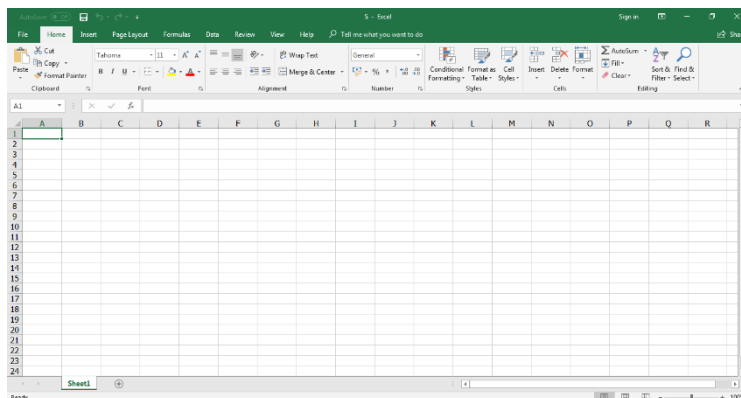 AutoSave Off S - Excel Sign in
File Home Insert Page Layout Formulas Data Review View Help Tell me what you want to do Sha
Cut Tahoma 11 A A Wrap Text General AutoSum
Copy Fill
Paste Format Painter B I U A Merge & Center % Conditional Format as Cell Insert Delete Format Clear Sort & Find &
Formatting Table Styles Filter Select
Clipboard Font Alignment Number Styles Cells Editing
A1 fx
A B C D E F G H I J K L M N O P Q R
1
2
3
4
5
6
7
8
9
10
11
12
13
14
15
16
17
18
19
20
21
22
23
24
Sheet1
Ready 100